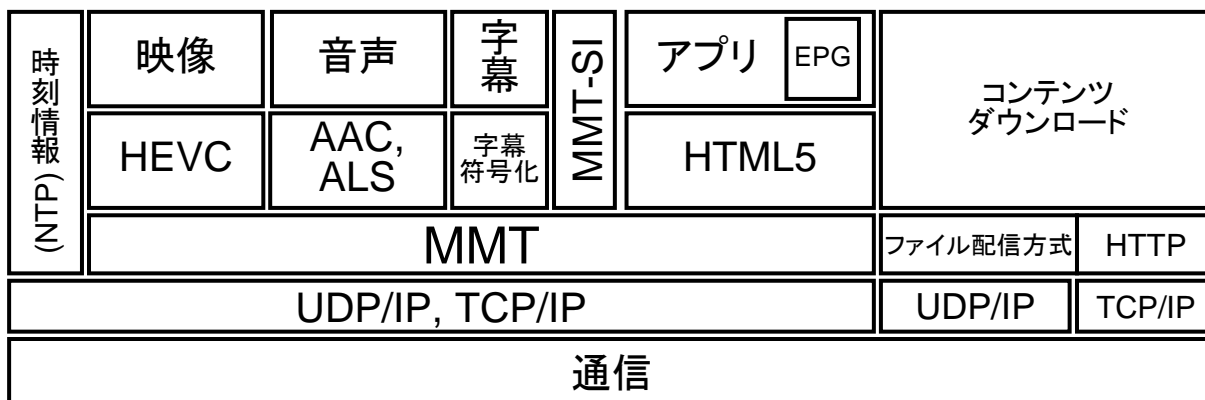 時刻情報(NTP)
映像
音声
字幕
MMT-SI
アプリ
EPG
コンテンツ
ダウンロード
HEVC
AAC,
ALS
字幕
符号化
HTML5
MMT
ファイル配信方式
HTTP
UDP/IP, TCP/IP
UDP/IP
TCP/IP
通信